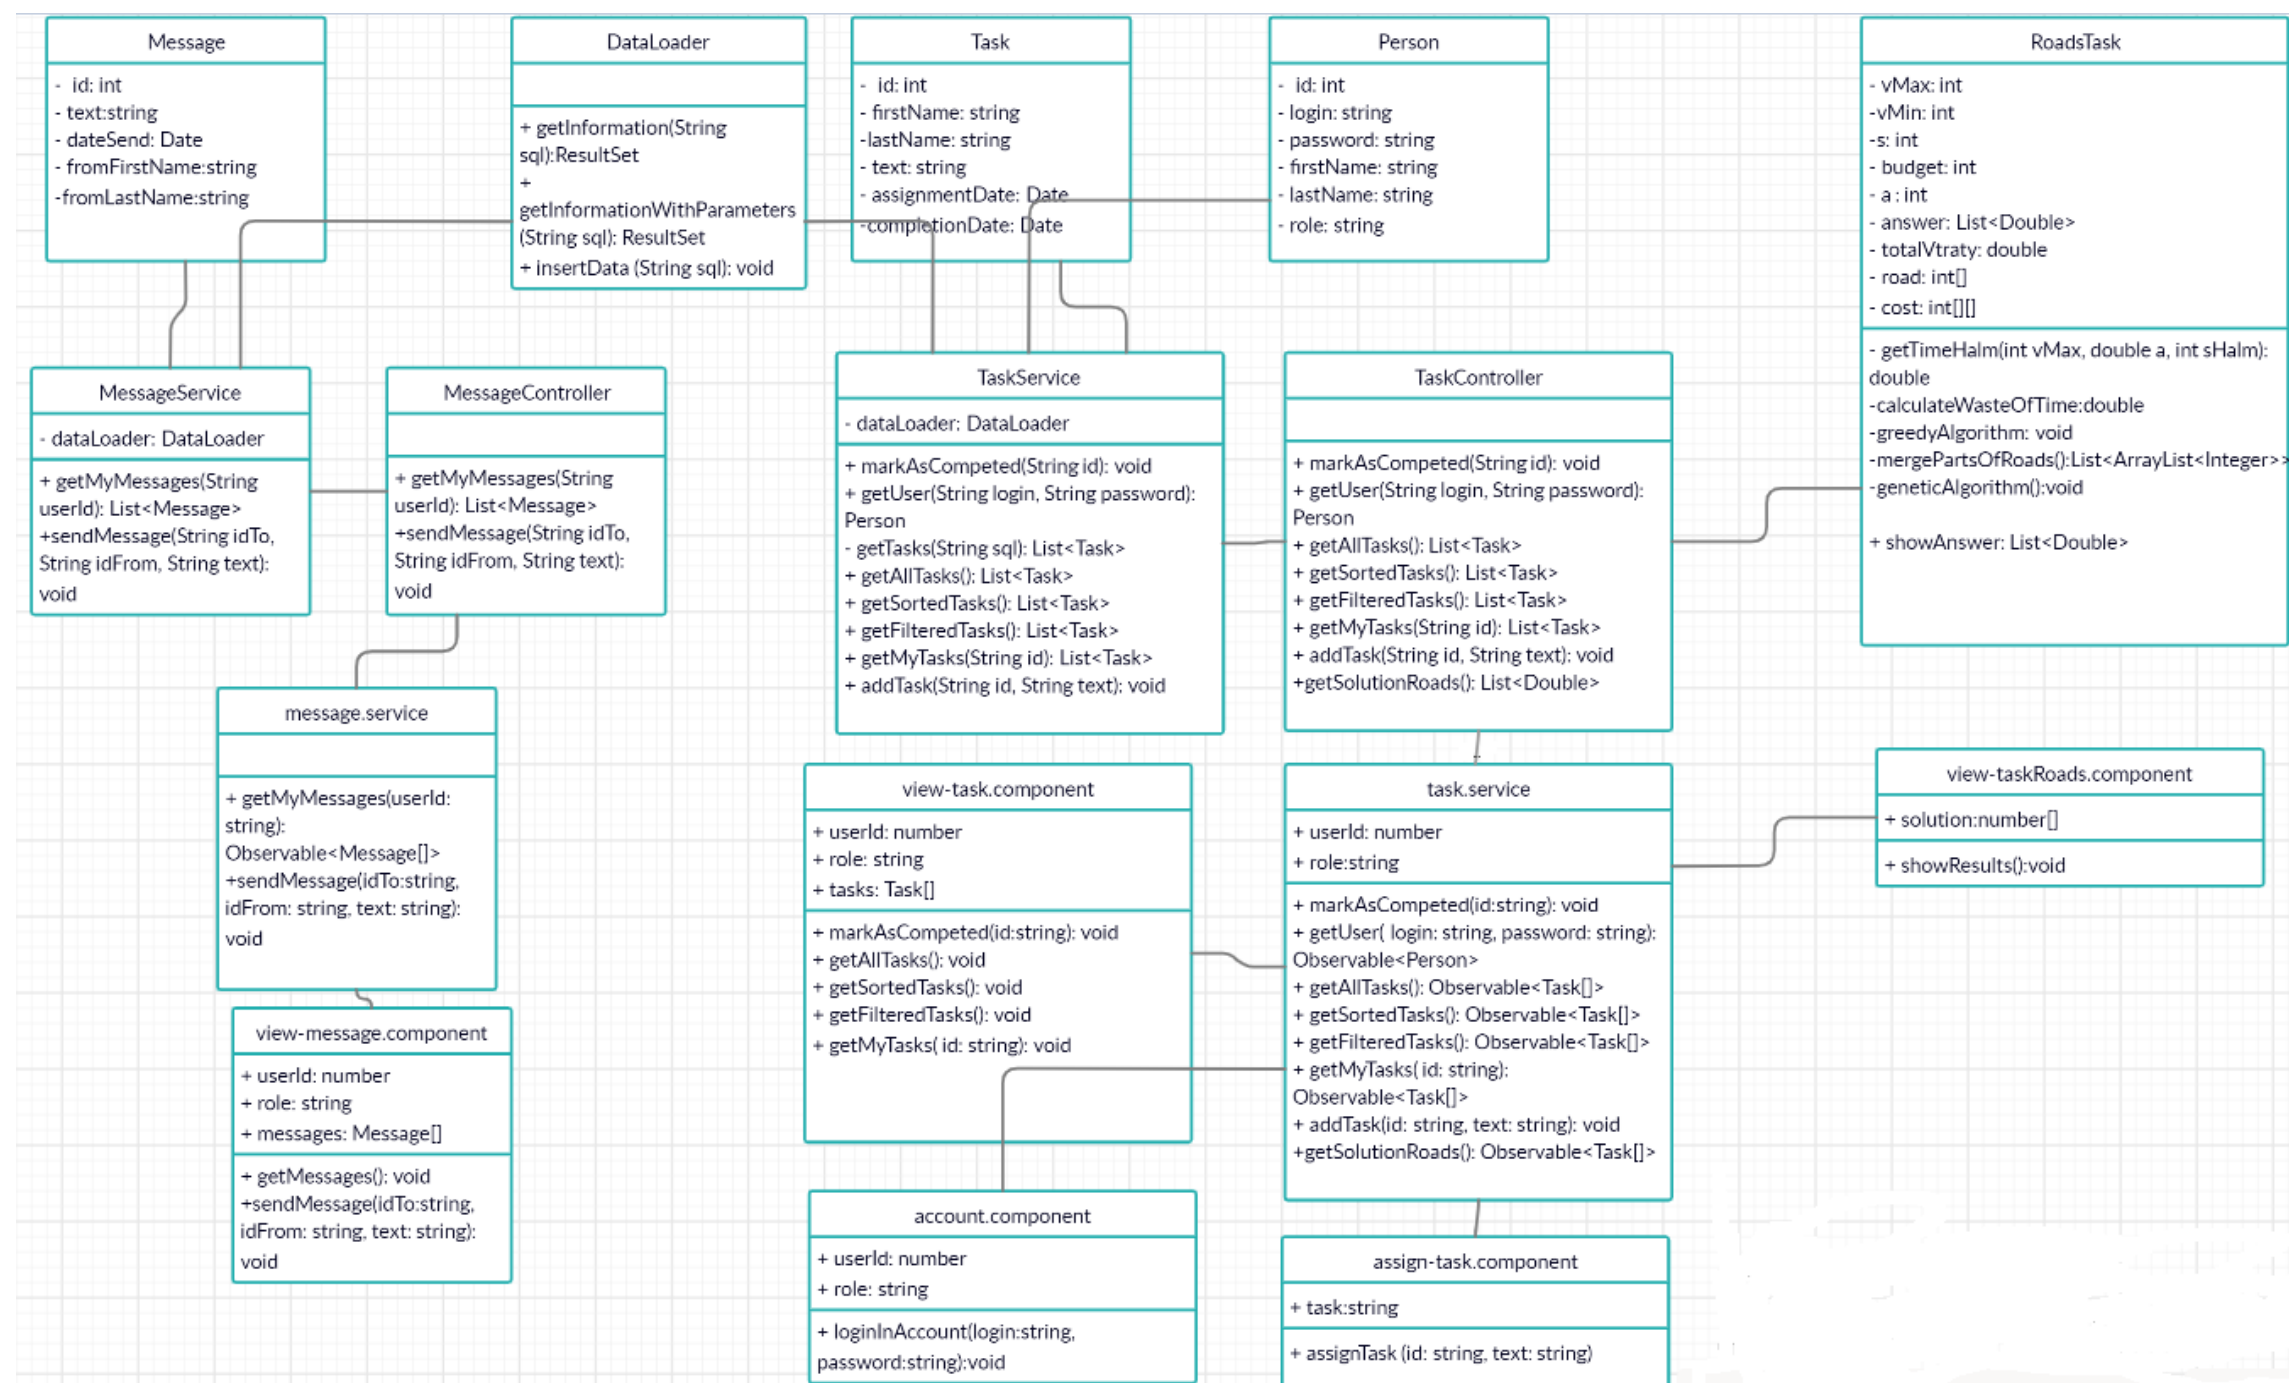 Message
- id: int
- text:string
- dateSend: Date
- fromFirstName:string
-fromLastName:string
DataLoader
+ getInformation(String
sql):ResultSet
+
getInformationWithParameters
(String sql): ResultSet
+ insertData (String sql): void
Task
- id: int
- firstName: string
-lastName: string
- text: string
- assignmentDate: Date
-completionDate: Date
Person
- id: int
- login: string
- password: string
- firstName: string
- lastName: string
- role: string
RoadsTask
- vMax: int
-vMin: int
-s: int
- budget: int
- a : int
- answer: List<Double>
- totalVtraty: double
- road: int[]
- cost: int[][]
- getTimeHalm(int vMax, double a, int sHalm):
double
-calculateWasteOfTime:double
-greedyAlgorithm: void
-mergePartsOfRoads():List<ArrayList<Integer>>
-geneticAlgorithm():void
+ showAnswer: List<Double>
MessageService
- dataLoader: DataLoader
+ getMyMessages(String
userId): List<Message>
+sendMessage(String idTo,
String idFrom, String text):
void
MessageController
+ getMyMessages(String
userId): List<Message>
+sendMessage(String idTo,
String idFrom, String text):
void
TaskService
- dataLoader: DataLoader
+ markAsCompeted(String id): void
+ getUser(String login, String password):
Person
- getTasks(String sql): List<Task>
+ getAllTasks(): List<Task>
+ getSortedTasks(): List<Task>
+ getFilteredTasks(): List<Task>
+ getMyTasks(String id): List<Task>
+ addTask(String id, String text): void
TaskController
+ markAsCompeted(String id): void
+ getUser(String login, String password):
Person
+ getAllTasks(): List<Task>
+ getSortedTasks(): List<Task>
+ getFilteredTasks(): List<Task>
+ getMyTasks(String id): List<Task>
+ addTask(String id, String text): void
+getSolutionRoads(): List<Double>
message.service
+ getMyMessages(userId:
string):
Observable<Message[]>
+sendMessage(idTo:string,
idFrom: string, text: string):
void
view-task.component
+ userId: number
+ role: string
+ tasks: Task[]
+ markAsCompeted(id:string): void
+ getAllTasks(): void
+ getSortedTasks(): void
+ getFilteredTasks(): void
+ getMyTasks( id: string): void
task.service
+ userId: number
+ role:string
+ markAsCompeted(id:string): void
+ getUser( login: string, password: string):
Observable<Person>
+ getAllTasks(): Observable<Task[]>
+ getSortedTasks(): Observable<Task[]>
+ getFilteredTasks(): Observable<Task[]>
+ getMyTasks( id: string):
Observable<Task[]>
+ addTask(id: string, text: string): void
+getSolutionRoads(): Observable<Task[]>
view-taskRoads.component
+ solution:number[]
+ showResults():void
view-message.component
+ userId: number
+ role: string
+ messages: Message[]
+ getMessages(): void
+sendMessage(idTo:string,
idFrom: string, text: string):
void
account.component
+ userId: number
+ role: string
+ loginInAccount(login:string,
password:string):void
assign-task.component
+ task:string
+ assignTask (id: string, text: string)